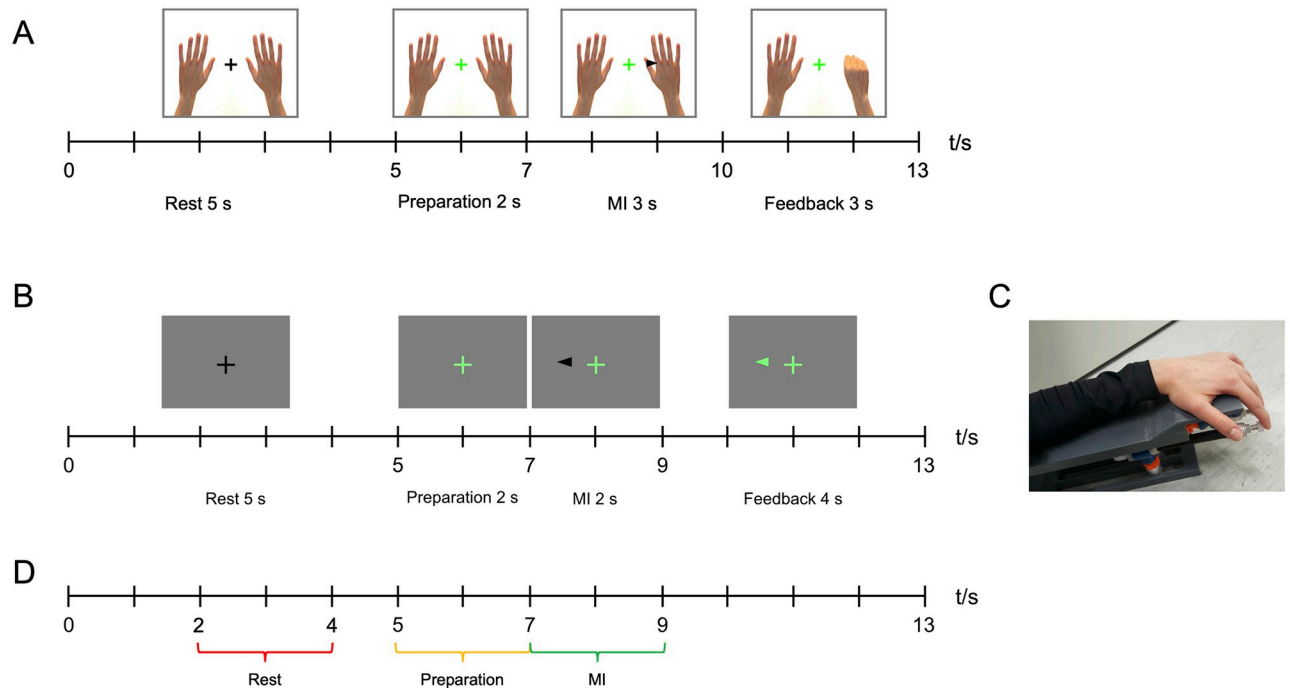 A
0 5 7 10 13 t/s
Rest 5 s Preparation 2 s MI 3 s Feedback 3 s
B
C
0 5 7 9 13 t/s
Rest 5 s Preparation 2 s MI 2 s Feedback 4 s
D
0 2 4 5 7 9 13 t/s
Rest Preparation MI